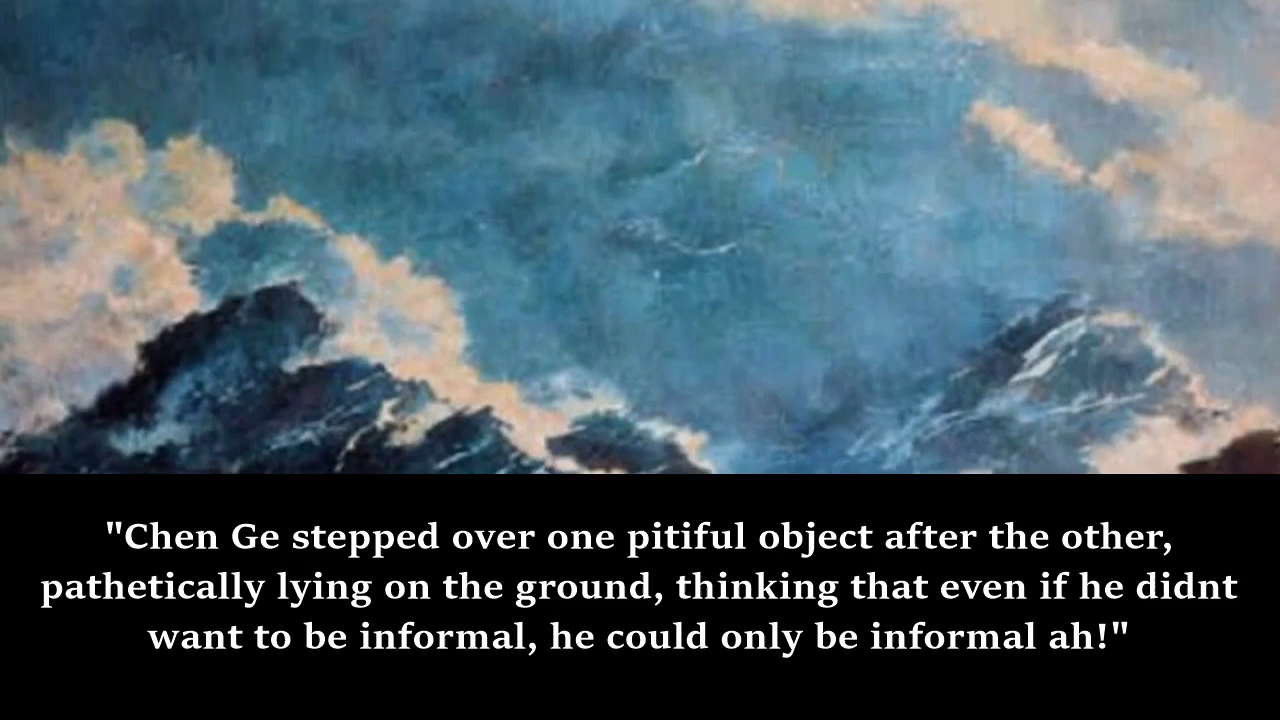 "Chen Ge stepped over one pitiful object after the other,
pathetically lying on the ground, thinking that even if he didnt
want to be informal, he could only be informal ah!"